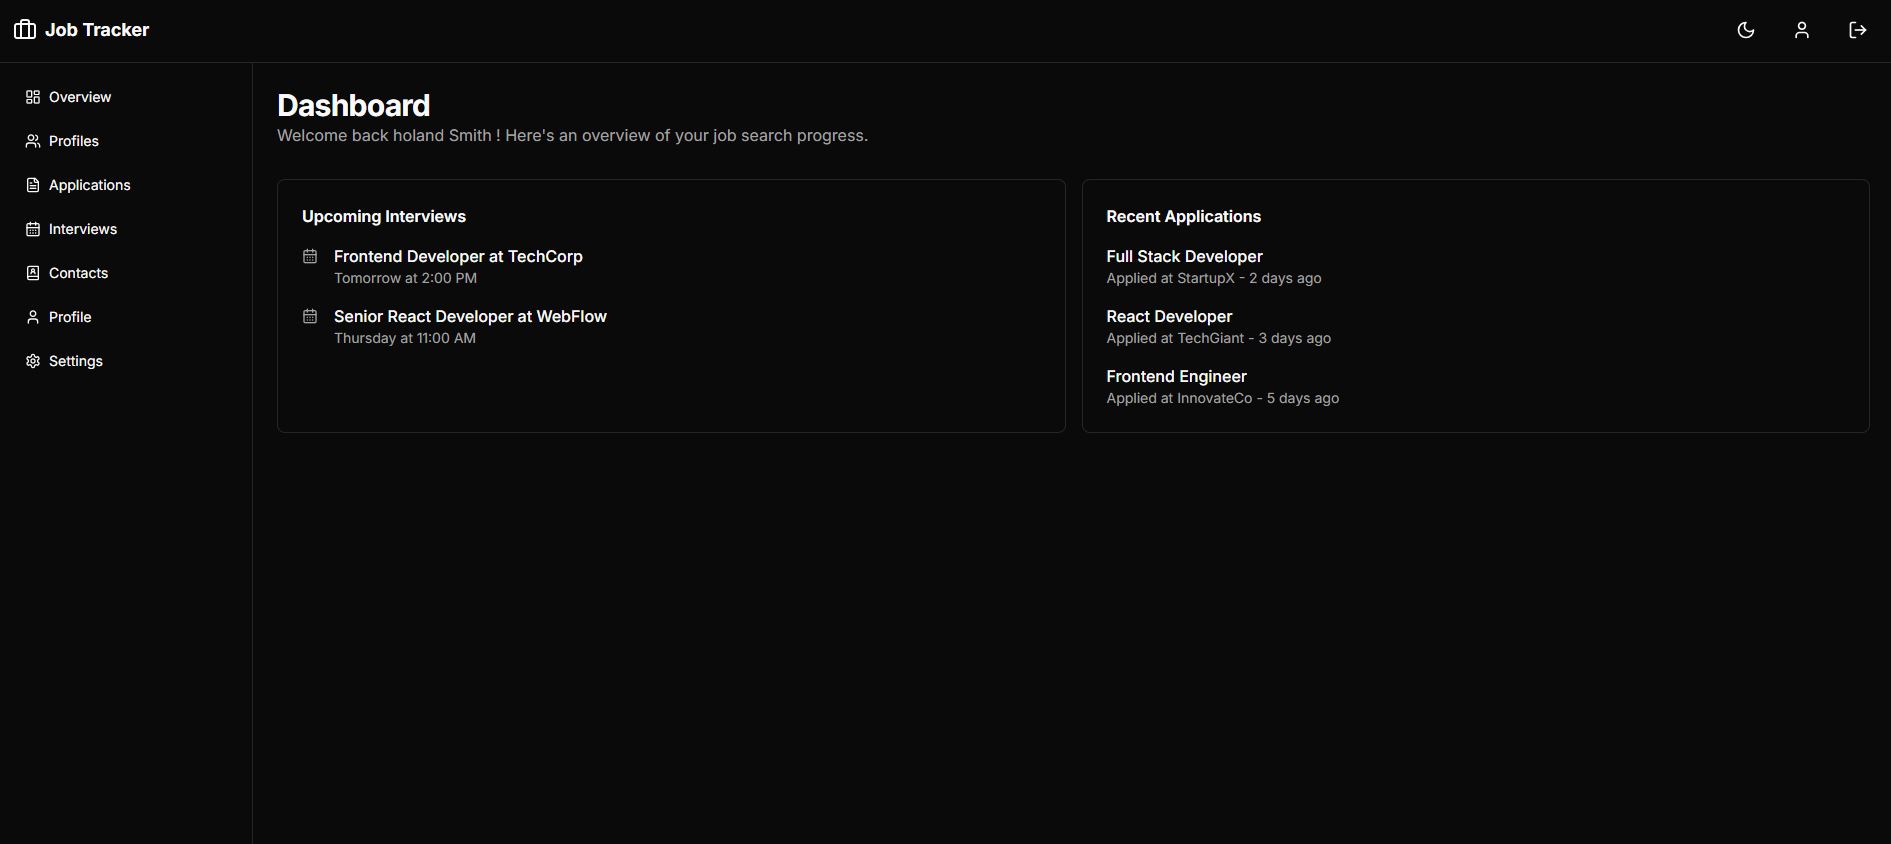 Job Tracker
Overview
Profiles
Applications
Interviews
Contacts
Profile
Settings
Dashboard
Welcome back holand Smith ! Here's an overview of your job search progress.
Upcoming Interviews
Frontend Developer at TechCorp
Tomorrow at 2:00 PM
Senior React Developer at WebFlow
Thursday at 11:00 AM
Recent Applications
Full Stack Developer
Applied at StartupX - 2 days ago
React Developer
Applied at TechGiant - 3 days ago
Frontend Engineer
Applied at InnovateCo - 5 days ago